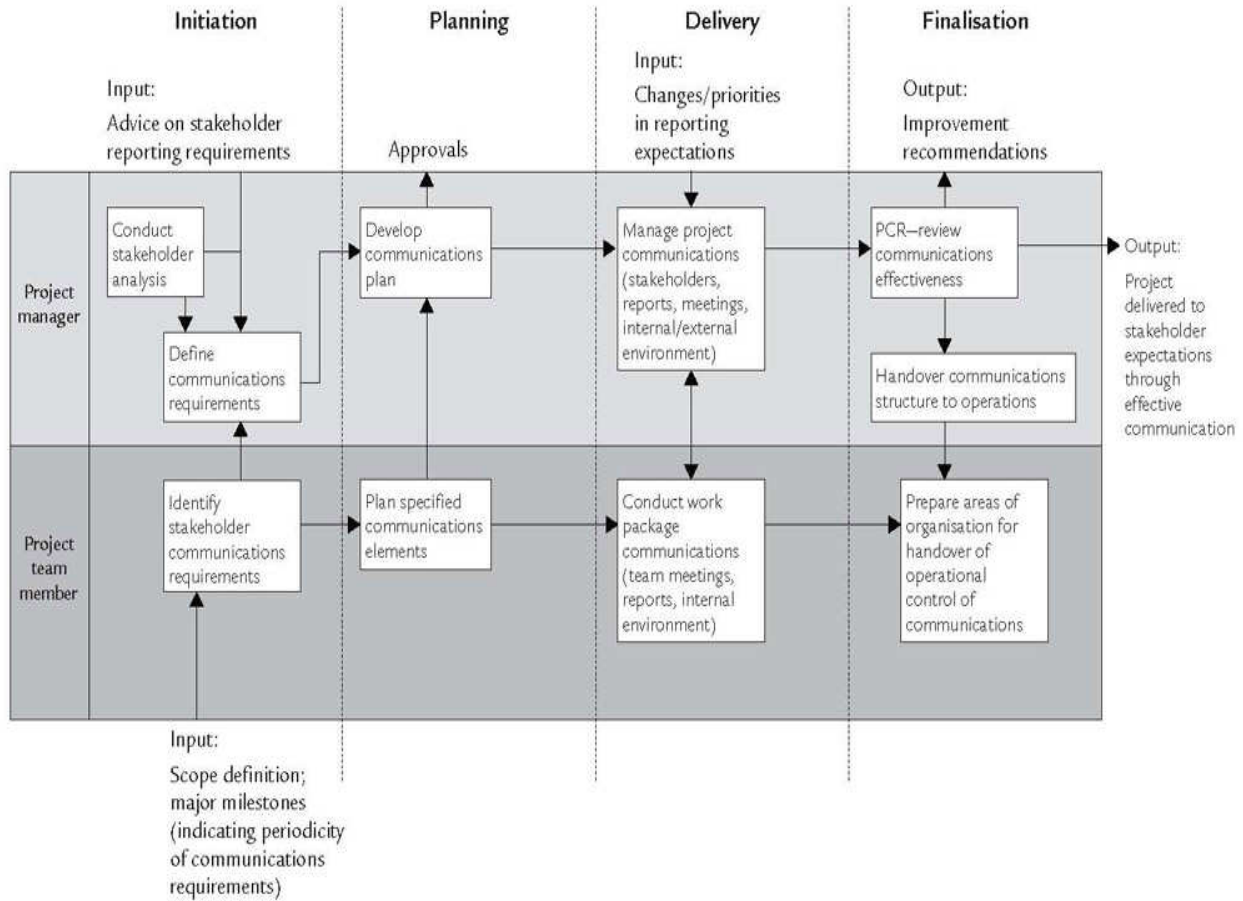 Initiation
Planning
Delivery
Finalisation
Input:
Advice on stakeholder
reporting requirements
Approvals
Input:
Changes/priorities
in reporting
expectations
Output:
Improvement
recommendations
Project
manager
Conduct
stakeholder
analysis
Define
communications
requirements
Develop
communications
plan
Manage project
communications
(stakeholders,
reports, meetings,
internal/external
environment)
PCR—review
communications
effectiveness
Handover communications
structure to operations
Output:
Project
delivered to
stakeholder
expectations
through
effective
communication
Project
team
member
Identify
stakeholder
communications
requirements
Plan specified
communications
elements
Conduct work
package
communications
(team meetings,
reports, internal
environment)
Prepare areas of
organisation for
handover of
operational
control of
communications
Input:
Scope definition;
major milestones
(indicating periodicity
of communications
requirements)